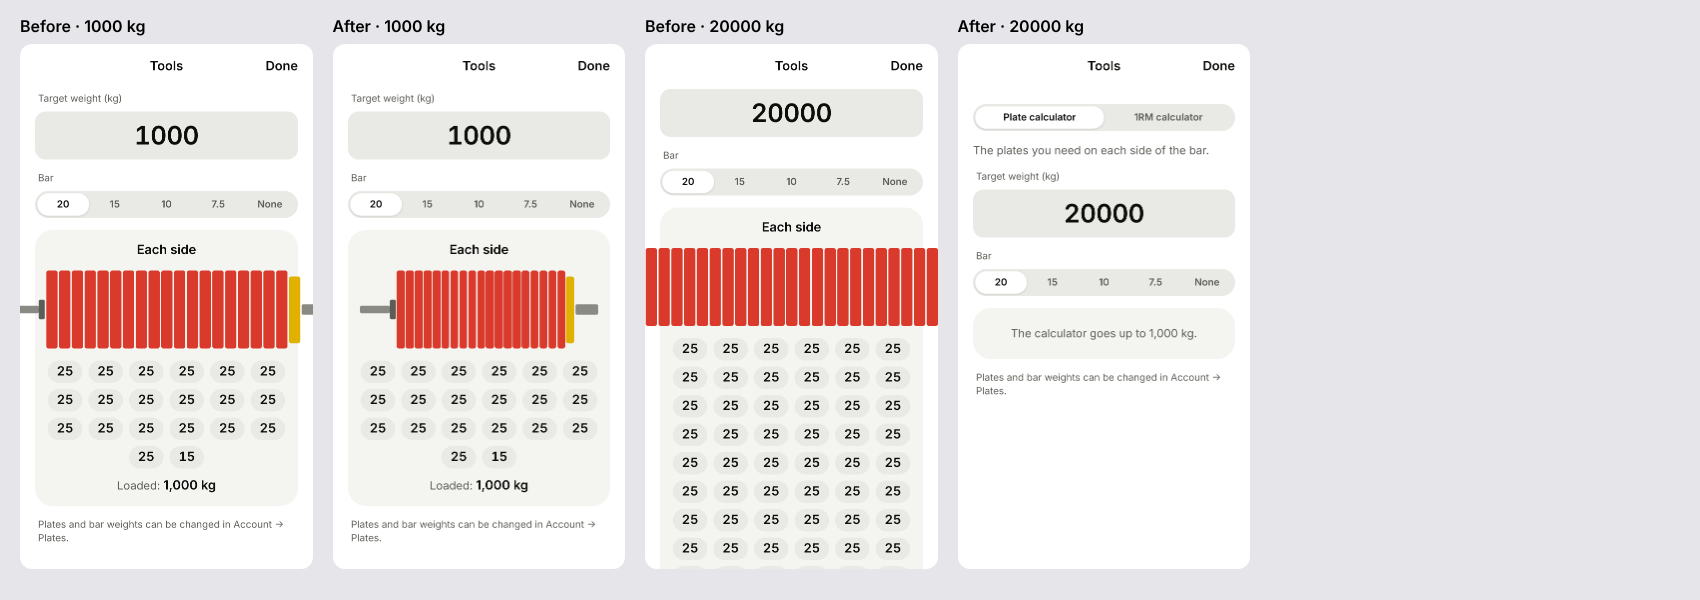 Before · 1000 kg
Tools Done
Target weight (kg)
1000
Bar
20 15 10 7.5 None
Each side
25 25 25 25 25 25
25 25 25 25 25 25
25 25 25 25 25 25
25 15
Loaded: 1,000 kg
Plates and bar weights can be changed in Account →
Plates.
After · 1000 kg
Tools Done
Target weight (kg)
1000
Bar
20 15 10 7.5 None
Each side
25 25 25 25 25 25
25 25 25 25 25 25
25 25 25 25 25 25
25 15
Loaded: 1,000 kg
Plates and bar weights can be changed in Account →
Plates.
Before · 20000 kg
Tools Done
20000
Bar
20 15 10 7.5 None
Each side
25 25 25 25 25 25
25 25 25 25 25 25
25 25 25 25 25 25
25 25 25 25 25 25
25 25 25 25 25 25
25 25 25 25 25 25
25 25 25 25 25 25
25 25 25 25 25 25
After · 20000 kg
Tools Done
Plate calculator 1RM calculator
The plates you need on each side of the bar.
Target weight (kg)
20000
Bar
20 15 10 7.5 None
The calculator goes up to 1,000 kg.
Plates and bar weights can be changed in Account →
Plates.